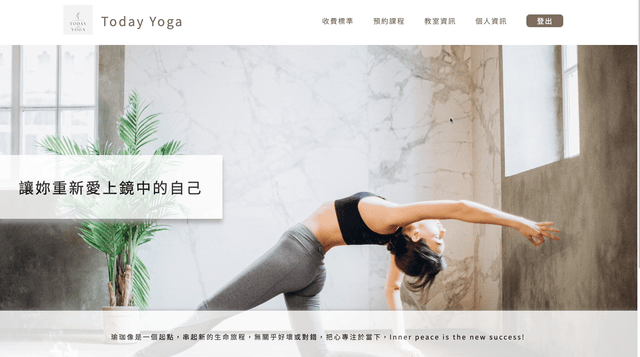 TODAY
YOGA
Today Yoga
收費標準
預約課程
教室資訊
個人資訊
登出
讓妳重新愛上鏡中的自己
瑜珈像是一個起點，串起新的生命旅程，無關乎好壞或對錯，把心專注於當下，Inner peace is the new success!